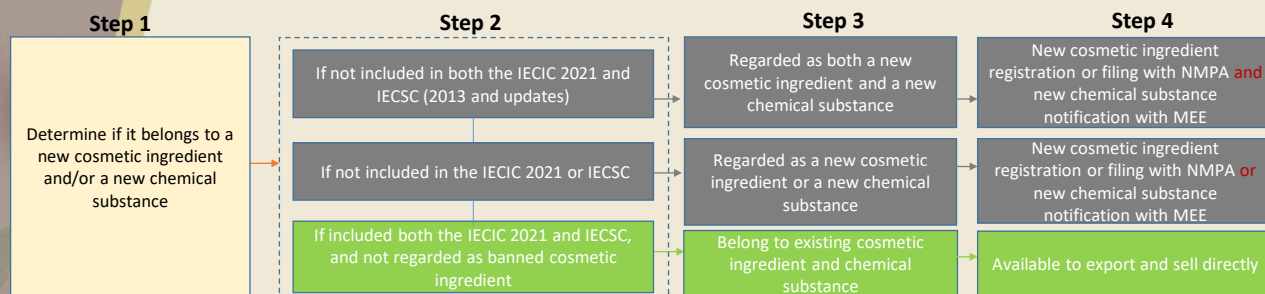 Step 1
Step 2
Step 3
Step 4
Determine if it belongs to a
new cosmetic ingredient
and/or a new chemical
substance
If not included in both the IECIC 2021 and
IECSC (2013 and updates)
Regarded as both a new
cosmetic ingredient and a new
chemical substance
New cosmetic ingredient
registration or filing with NMPA and
new chemical substance
notification with MEE
If not included in the IECIC 2021 or IECSC
Regarded as a new cosmetic
ingredient or a new chemical
substance
New cosmetic ingredient
registration or filing with NMPA or
new chemical substance
notification with MEE
If included both the IECIC 2021 and IECSC,
and not regarded as banned cosmetic
ingredient
Belong to existing cosmetic
ingredient and chemical
substance
Available to export and sell directly